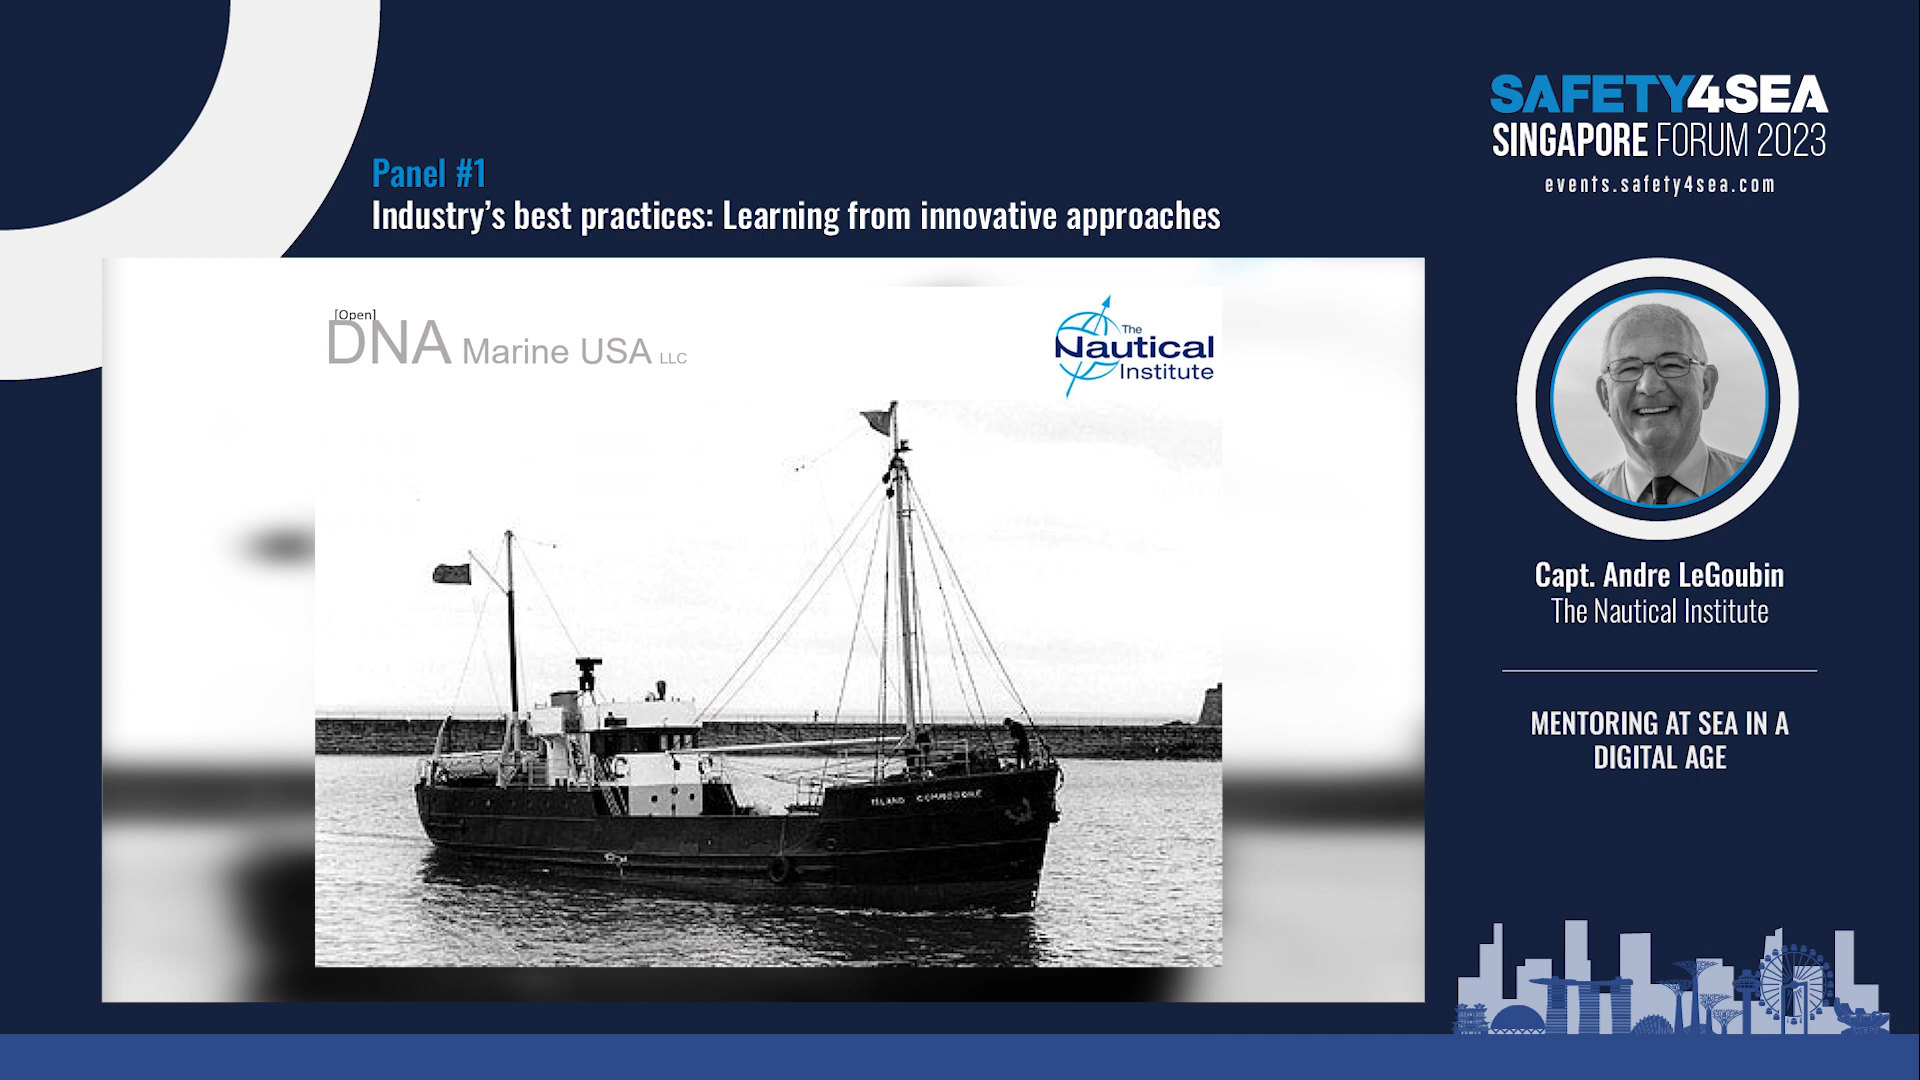 SAFETY4SEA
SINGAPORE FORUM 2023
events.safety4sea.com
Panel #1
Industry's best practices: Learning from innovative approaches
[Open]
DNA Marine USA LLC
The
Nautical
Institute
ISLAND COMMODORE
Capt. Andre LeGoubin
The Nautical Institute
MENTORING AT SEA IN A
DIGITAL AGE